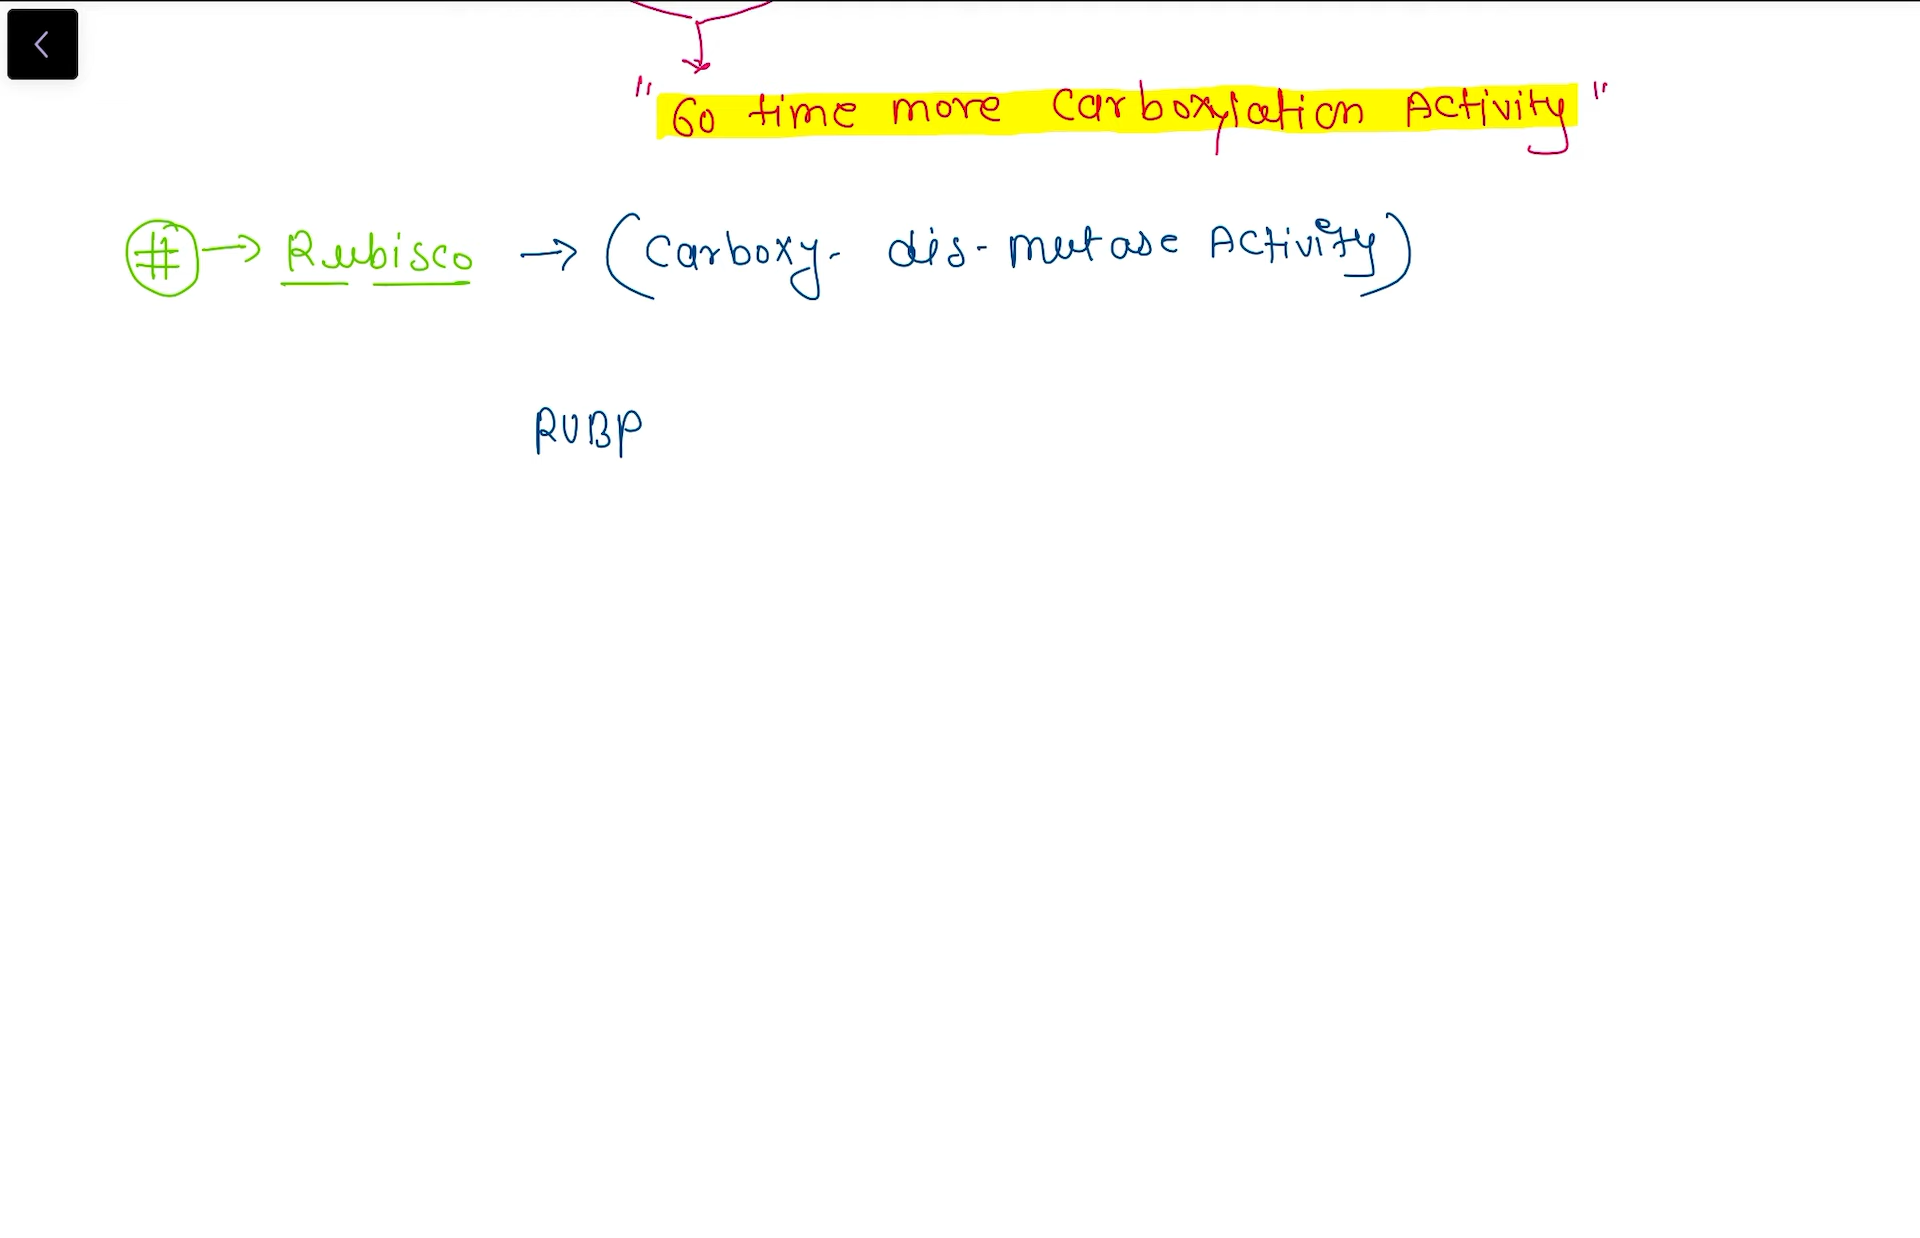 " 60 time more Carboxylation Activity "
# → Rubisco → (Carboxy- dis-mutase Activity)
RUBP